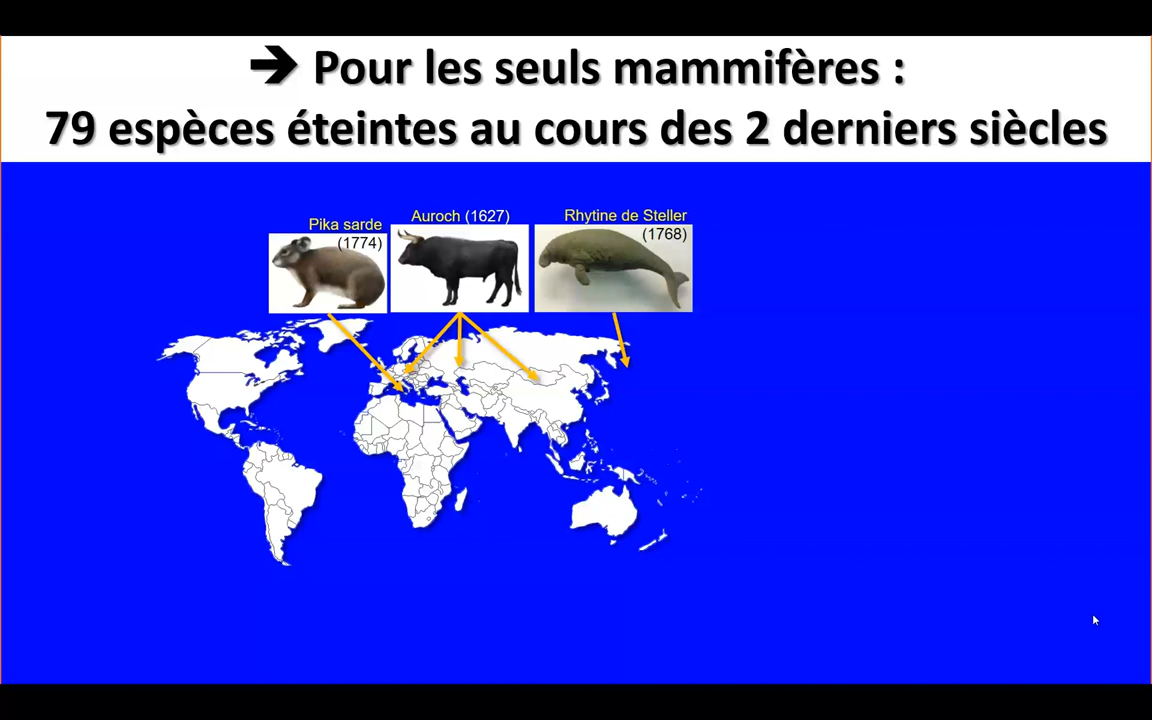 ➔ Pour les seuls mammifères :
79 espèces éteintes au cours des 2 derniers siècles
Pika sarde
(1774)
Auroch (1627)
Rhytine de Steller
(1768)